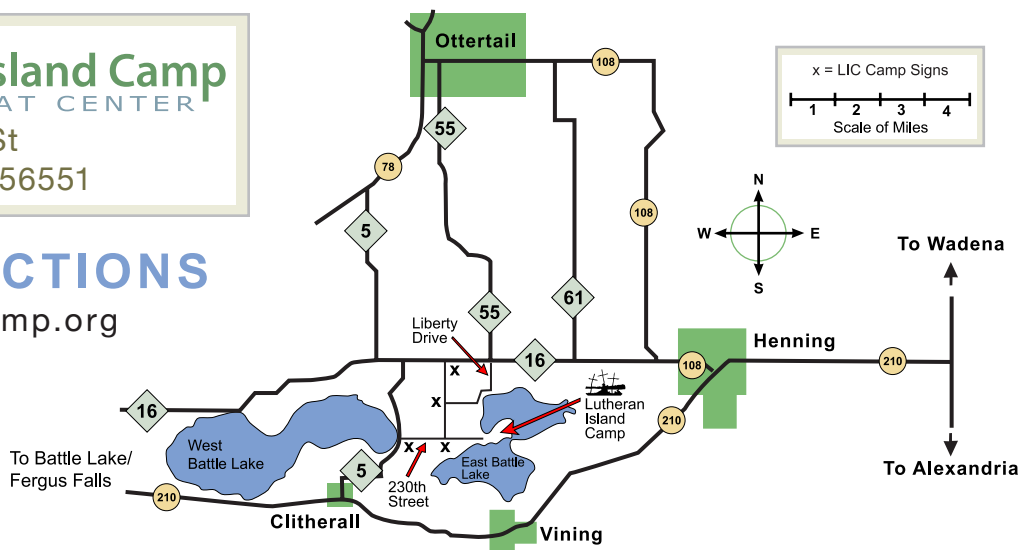 sland Camp
AT CENTER
St
56551
CTIONS
mp.org
Ottertail
108
x = LIC Camp Signs
1 2 3 4
Scale of Miles
55
78
5
108
N
W E
S
To Wadena
61
55
Liberty
Drive
16
108
Henning
210
x
16
x
Lutheran
Island
Camp
210
West
Battle Lake
x x
To Battle Lake/
Fergus Falls
5
East Battle
Lake
230th
Street
To Alexandria
210
Clitherall
Vining